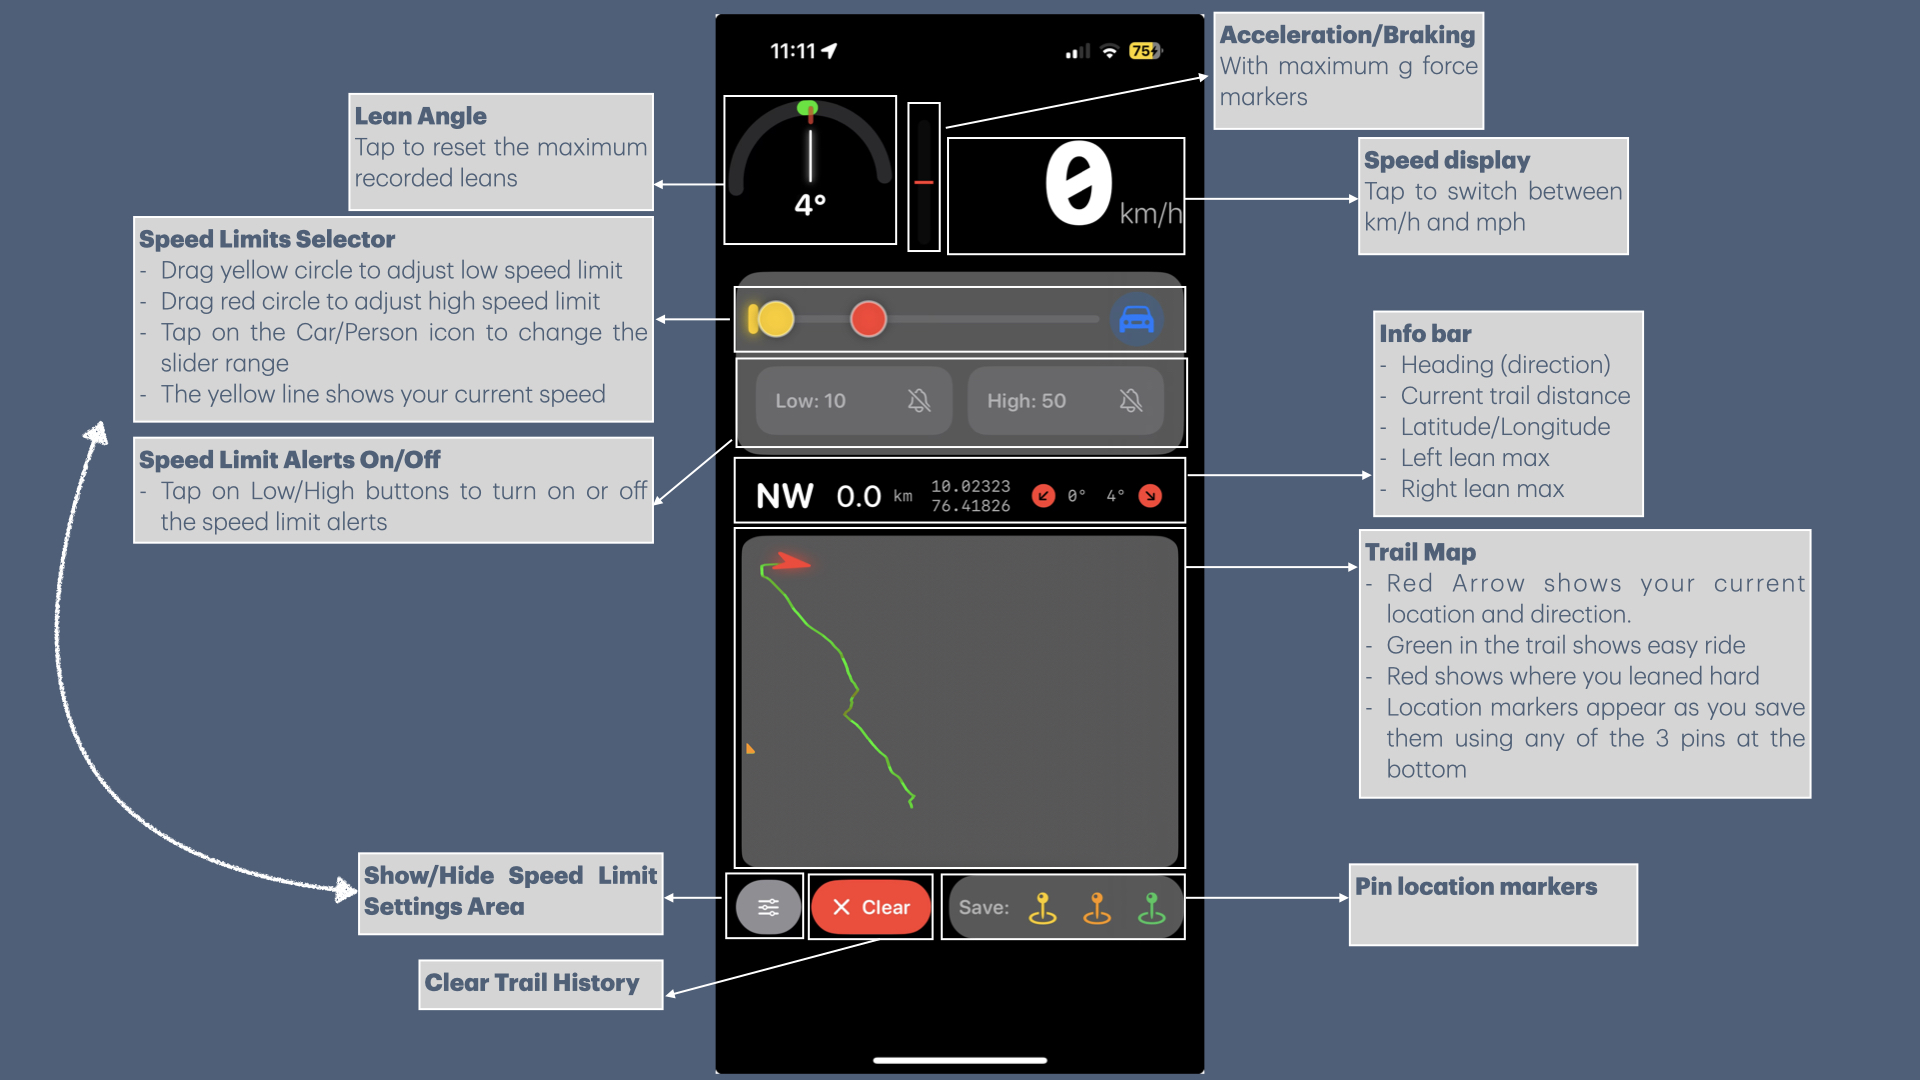 11:11
75
Acceleration/Braking
With maximum g force
markers
Lean Angle
Tap to reset the maximum
recorded leans
4°
0 km/h
Speed display
Tap to switch between
km/h and mph
Speed Limits Selector
- Drag yellow circle to adjust low speed limit
- Drag red circle to adjust high speed limit
- Tap on the Car/Person icon to change the
slider range
- The yellow line shows your current speed
Low: 10
High: 50
Info bar
- Heading (direction)
- Current trail distance
- Latitude/Longitude
- Left lean max
- Right lean max
Speed Limit Alerts On/Off
- Tap on Low/High buttons to turn on or off
the speed limit alerts
NW 0.0 km
10.02323
76.41826
0° 4°
Trail Map
- Red Arrow shows your current
location and direction.
- Green in the trail shows easy ride
- Red shows where you leaned hard
- Location markers appear as you save
them using any of the 3 pins at the
bottom
Show/Hide Speed Limit
Settings Area
Clear
Save:
Pin location markers
Clear Trail History